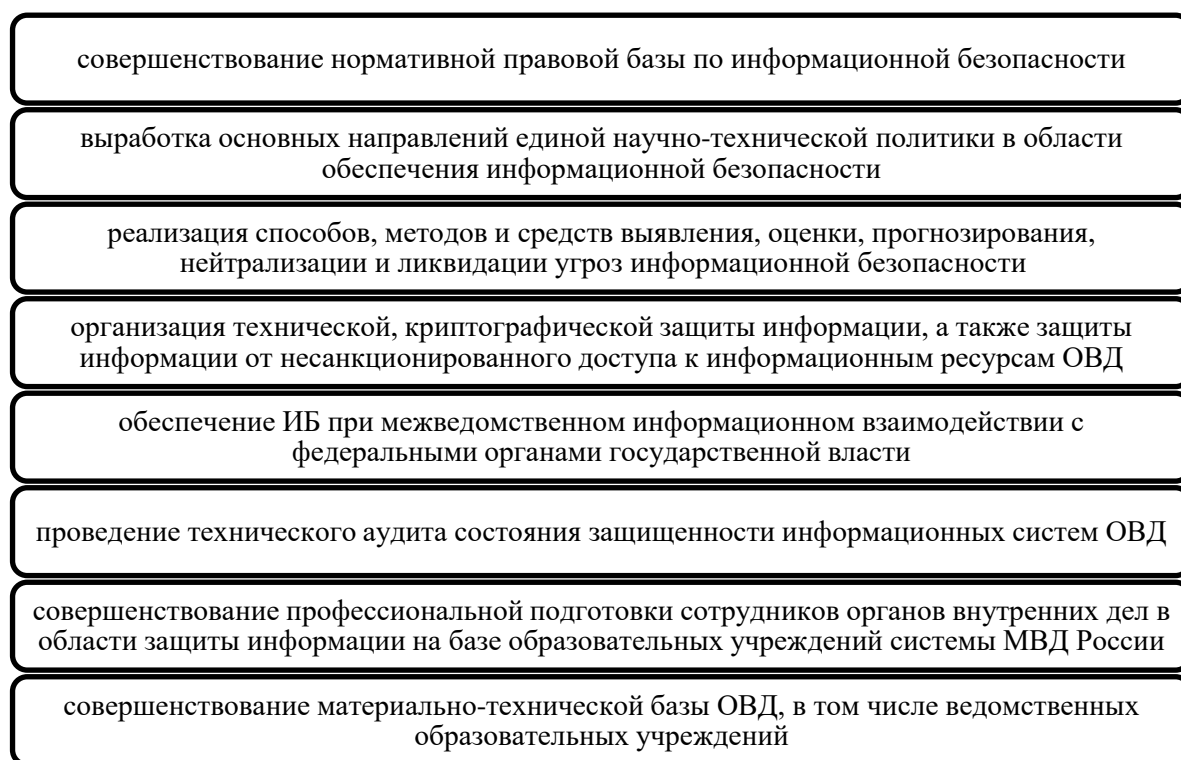 совершенствование нормативной правовой базы по информационной безопасности
выработка основных направлений единой научно-технической политики в области
обеспечения информационной безопасности
реализация способов, методов и средств выявления, оценки, прогнозирования,
нейтрализации и ликвидации угроз информационной безопасности
организация технической, криптографической защиты информации, а также защиты
информации от несанкционированного доступа к информационным ресурсам ОВД
обеспечение ИБ при межведомственном информационном взаимодействии с
федеральными органами государственной власти
проведение технического аудита состояния защищенности информационных систем ОВД
совершенствование профессиональной подготовки сотрудников органов внутренних дел в
области защиты информации на базе образовательных учреждений системы МВД России
совершенствование материально-технической базы ОВД, в том числе ведомственных
образовательных учреждений